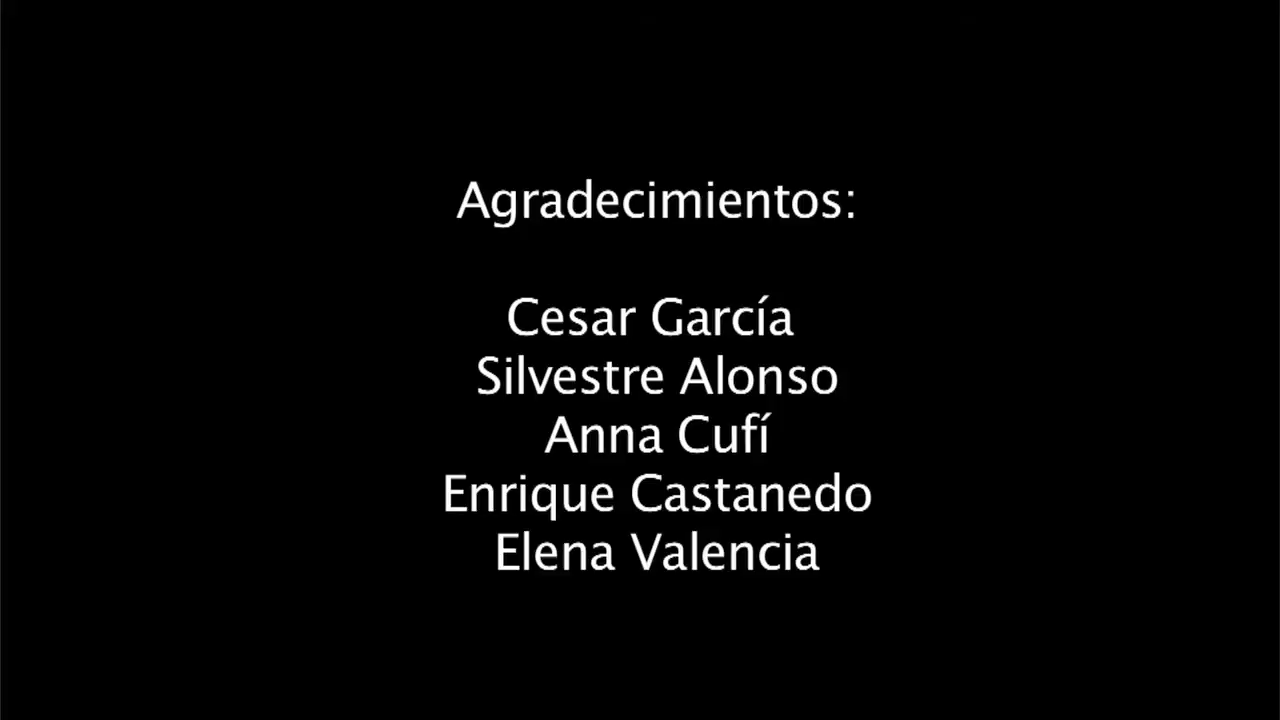 Agradecimientos:
Cesar García
Silvestre Alonso
Anna Cufí
Enrique Castanedo
Elena Valencia